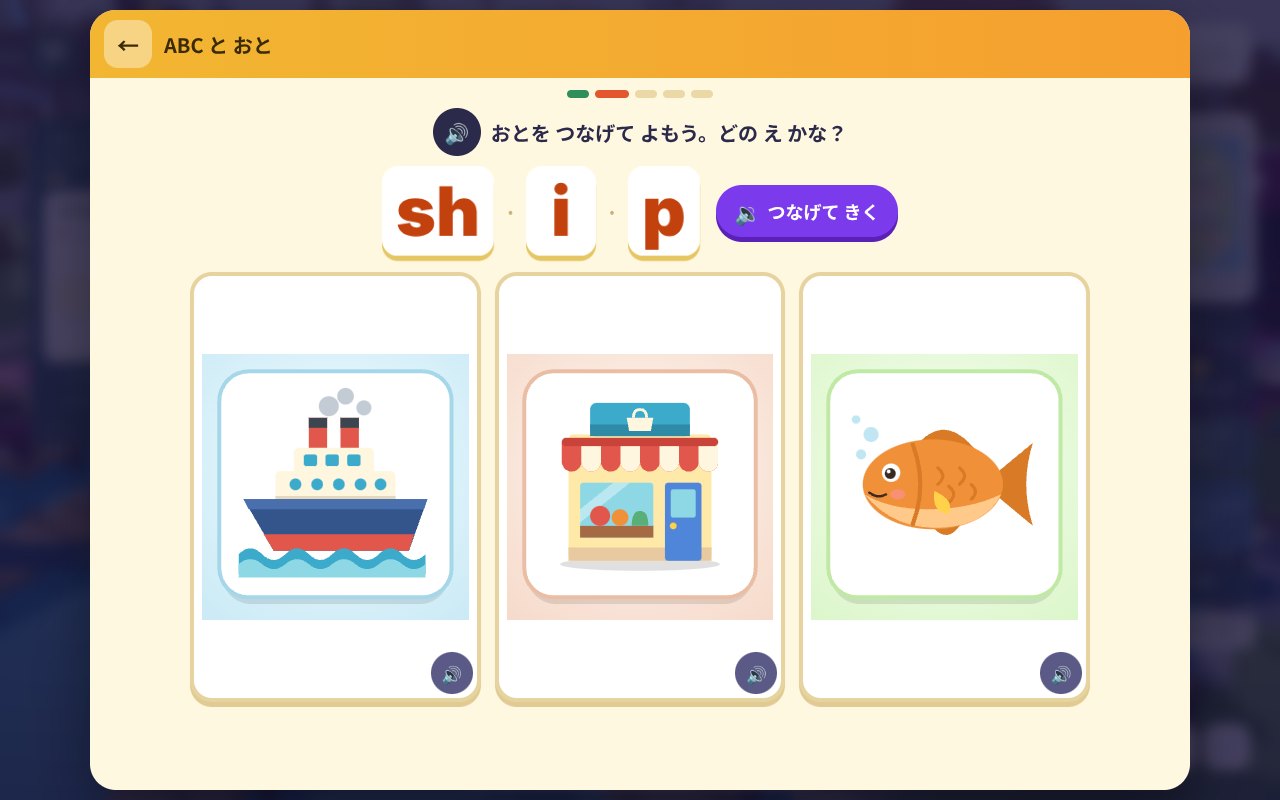 ← ABC と おと
おとを つなげて よもう。どの え かな？
sh · i · p
つなげて きく